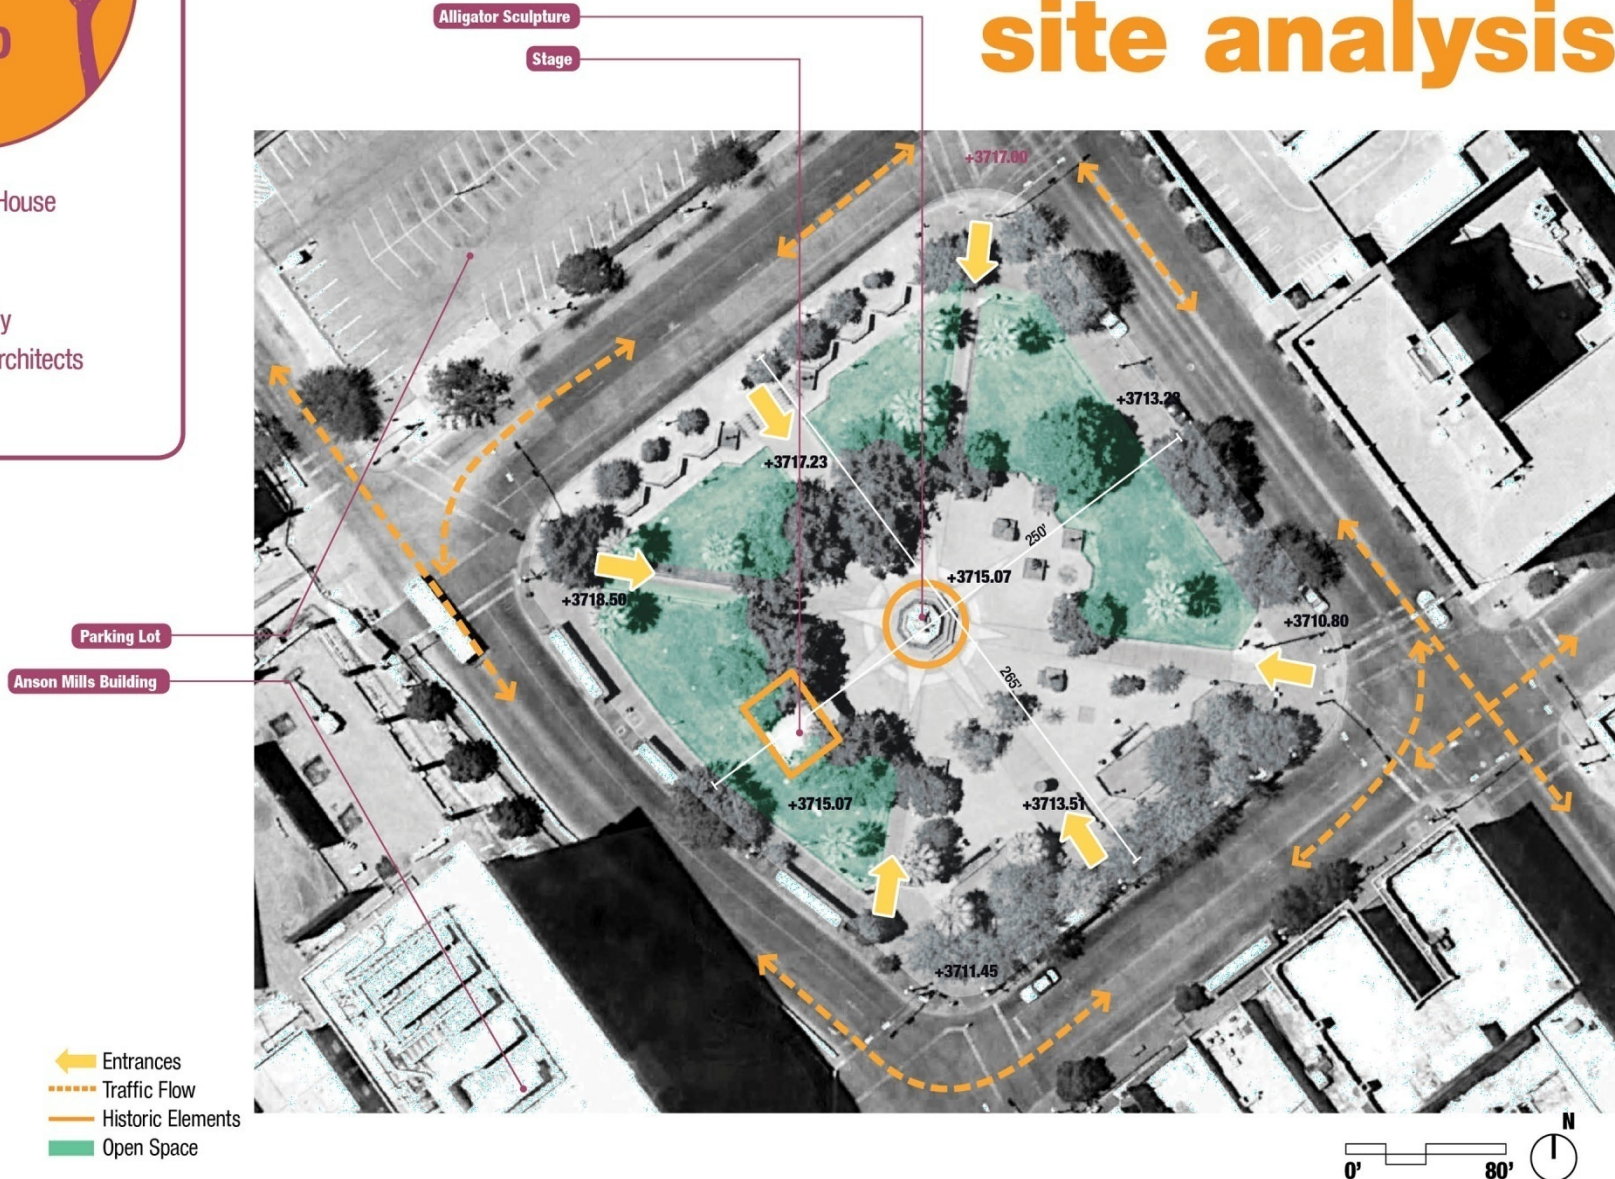 Alligator Sculpture
Stage
site analysis
House
y
rchitects
+3717.00
+3713.23
+3717.23
250'
+3715.07
+3718.50
+3710.80
265'
Parking Lot
Anson Mills Building
+3715.07
+3713.51
+3711.45
Entrances
Traffic Flow
Historic Elements
Open Space
N
0' 80'